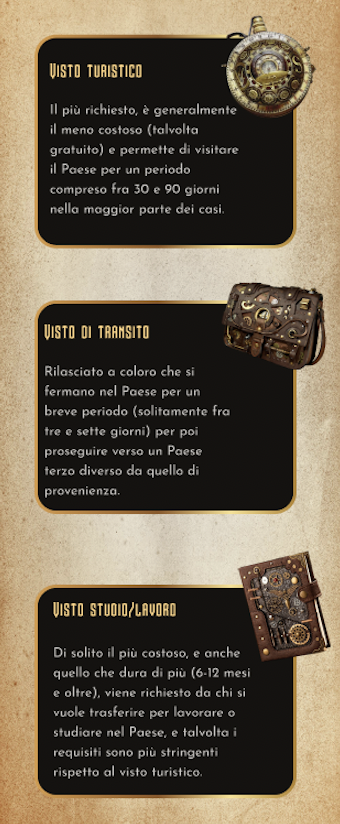 Visto turistico
Il più richiesto, è generalmente
il meno costoso (talvolta
gratuito) e permette di visitare
il Paese per un periodo
compreso fra 30 e 90 giorni
nella maggior parte dei casi.
Visto di transito
Rilasciato a coloro che si
fermano nel Paese per un
breve periodo (solitamente fra
tre e sette giorni) per poi
proseguire verso un Paese
terzo diverso da quello di
provenienza.
Visto studio/lavoro
Di solito il più costoso, e anche
quello che dura di più (6-12 mesi
e oltre), viene richiesto da chi si
vuole trasferire per lavorare o
studiare nel Paese, e talvolta i
requisiti sono più stringenti
rispetto al visto turistico.